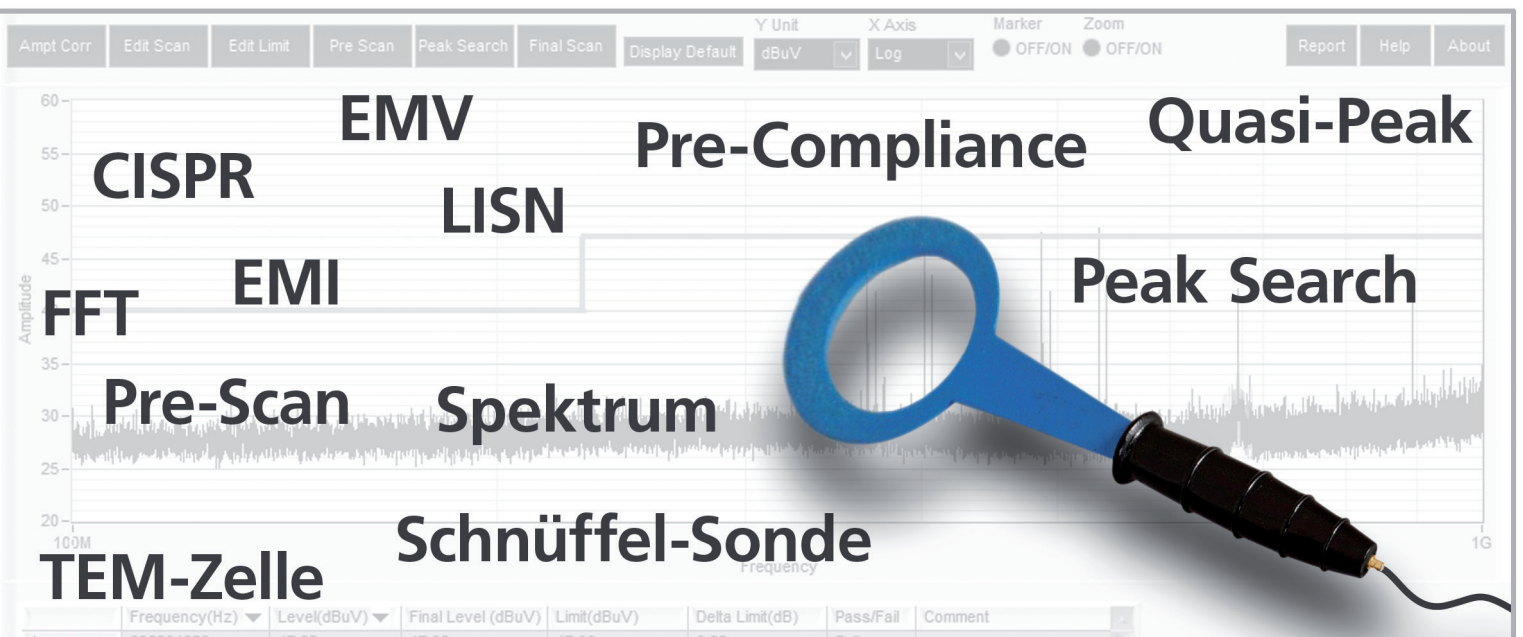 Y Unit X Axis Marker Zoom
Ampt Corr Edit Scan Edit Limit Pre Scan Peak Search Final Scan Display Default dBuV Log OFF/ON OFF/ON Report Help About
60
EMV
Quasi-Peak
Pre-Compliance
55
CISPR
50
LISN
45
EMI
Peak Search
Amplitude
FFT
35
Pre-Scan
Spektrum
30
25
20
Schnüffel-Sonde
100M
1G
Frequency
TEM-Zelle
Frequency(Hz) Level(dBuV) Final Level (dBuV) Limit(dBuV) Delta Limit(dB) Pass/Fail Comment